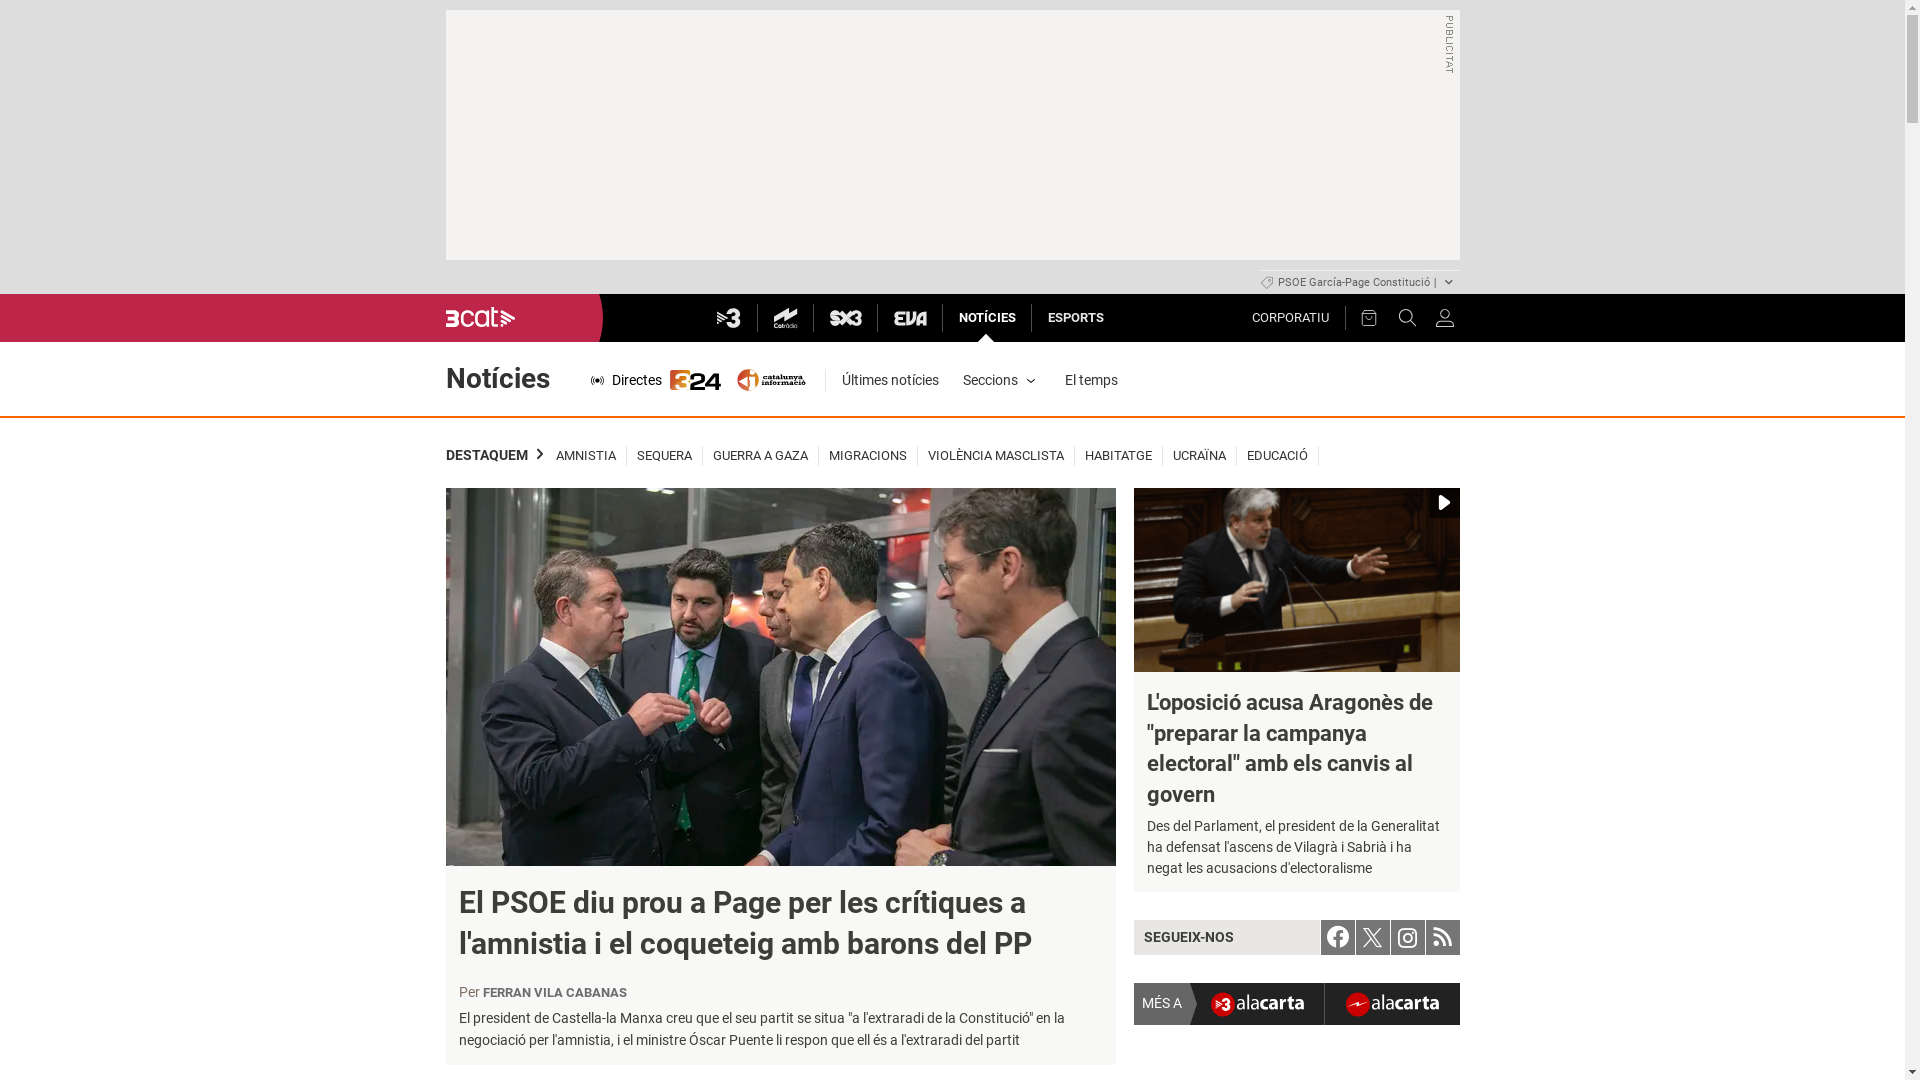 PUBLICITAT
PSOE García-Page Constitució |
3cat
3
Catràdio
SX3
EVA
NOTÍCIES
ESPORTS
CORPORATIU
Notícies
Directes
324
catalunya
informació
Últimes notícies
Seccions
El temps
DESTAQUEM
AMNISTIA
SEQUERA
GUERRA A GAZA
MIGRACIONS
VIOLÈNCIA MASCLISTA
HABITATGE
UCRAÏNA
EDUCACIÓ
El PSOE diu prou a Page per les crítiques a
l'amnistia i el coqueteig amb barons del PP
Per FERRAN VILA CABANAS
El president de Castella-la Manxa creu que el seu partit se situa "a l'extraradi de la Constitució" en la
negociació per l'amnistia, i el ministre Óscar Puente li respon que ell és a l'extraradi del partit
L'oposició acusa Aragonès de
"preparar la campanya
electoral" amb els canvis al
govern
Des del Parlament, el president de la Generalitat
ha defensat l'ascens de Vilagrà i Sabrià i ha
negat les acusacions d'electoralisme
SEGUEIX-NOS
MÉS A
3 alacarta
alacarta